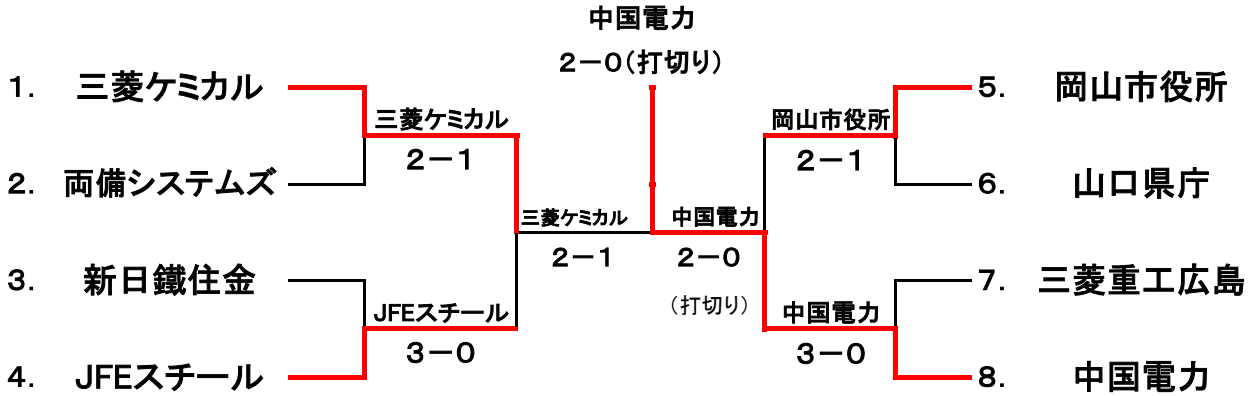 中国電力
2－0（打切り）
1. 三菱ケミカル
5. 岡山市役所
三菱ケミカル
岡山市役所
2－1
2－1
2. 両備システムズ
6. 山口県庁
三菱ケミカル
中国電力
2－1
2－0
3. 新日鐵住金
7. 三菱重工広島
（打切り）
JFEスチール
中国電力
3－0
3－0
4. JFEスチール
8. 中国電力